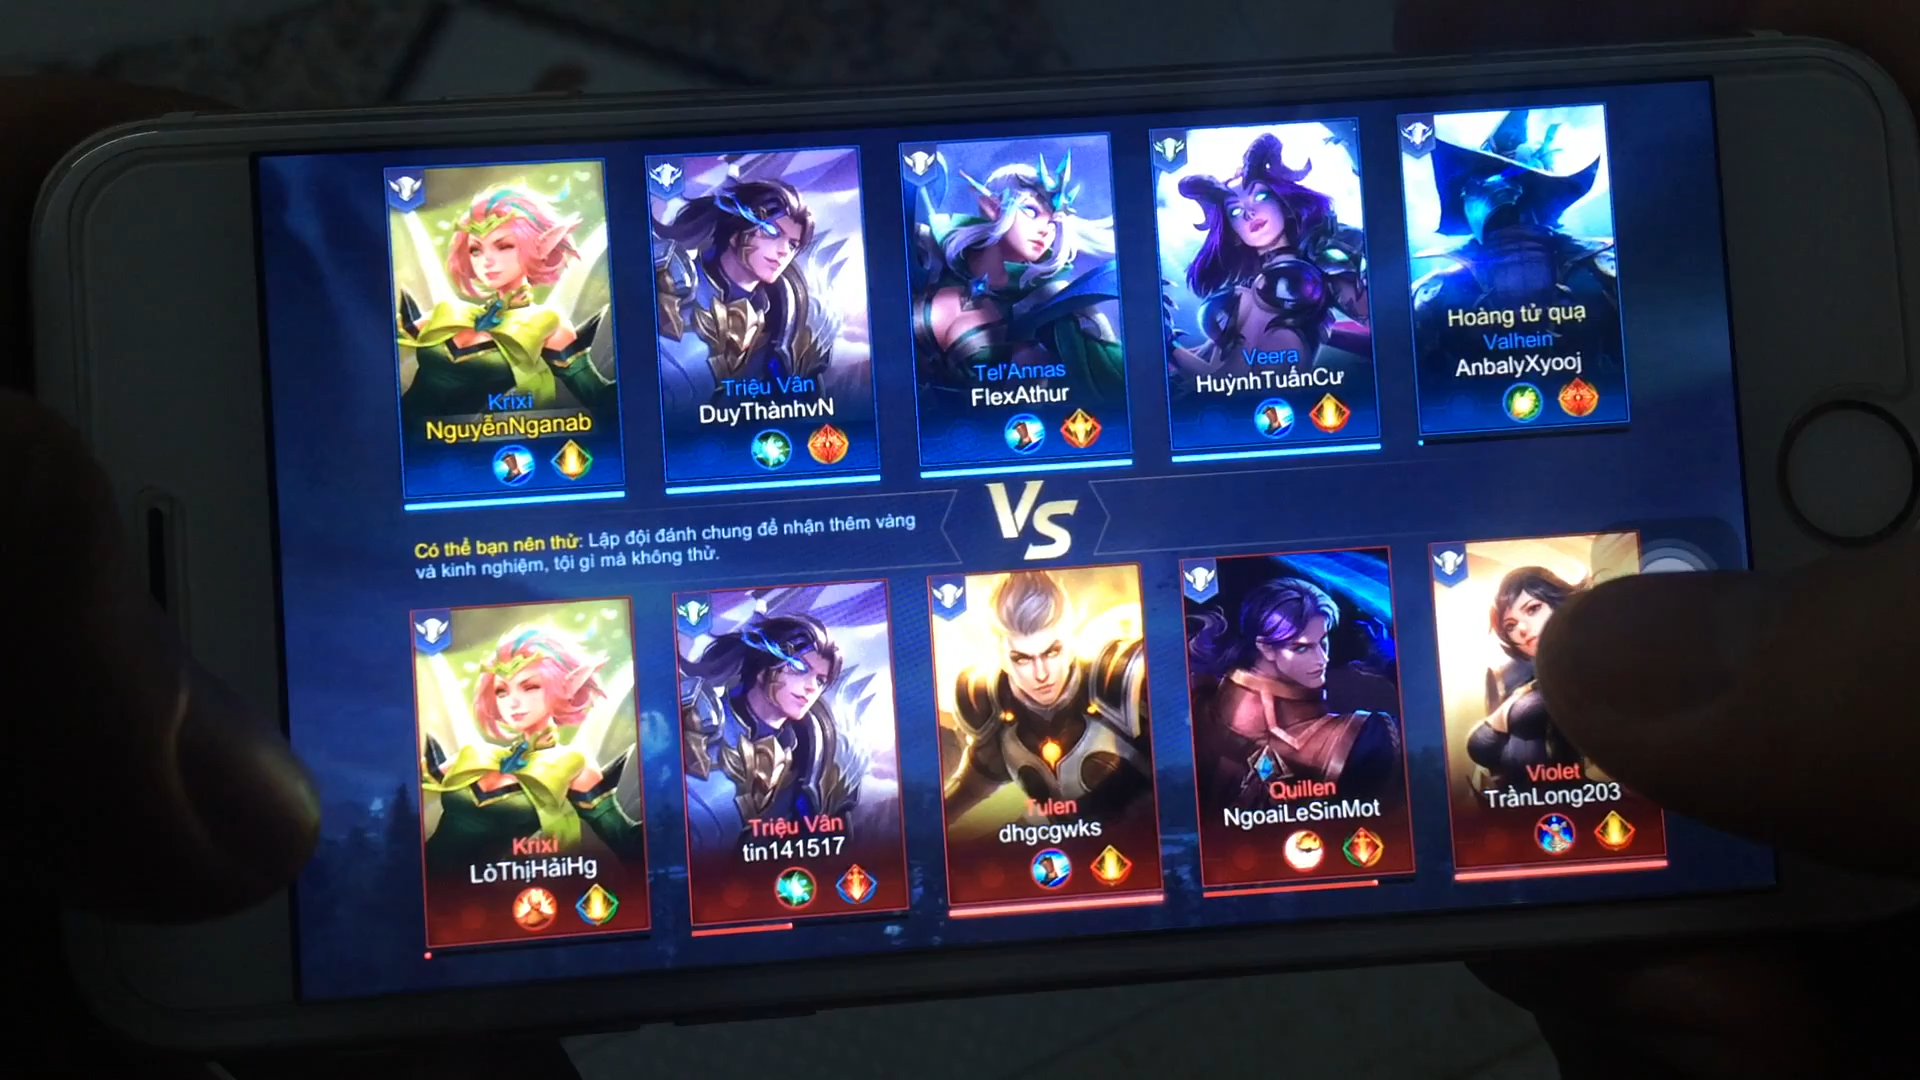 Krixi
NguyễnNganab
Triệu Vân
DuyThànhvN
Tel'Annas
FlexAthur
Veera
HuỳnhTuấnCư
Hoàng tử quạ
Valhein
AnbalyXyooj
Có thể bạn nên thử: Lập đội đánh chung để nhận thêm vàng
và kinh nghiệm, tội gì mà không thử.
VS
Krixi
LòThịHảiHg
Triệu Vân
tin141517
Tulen
dhgcgwks
Quillen
NgoaiLeSinMot
Violet
TrầnLong203